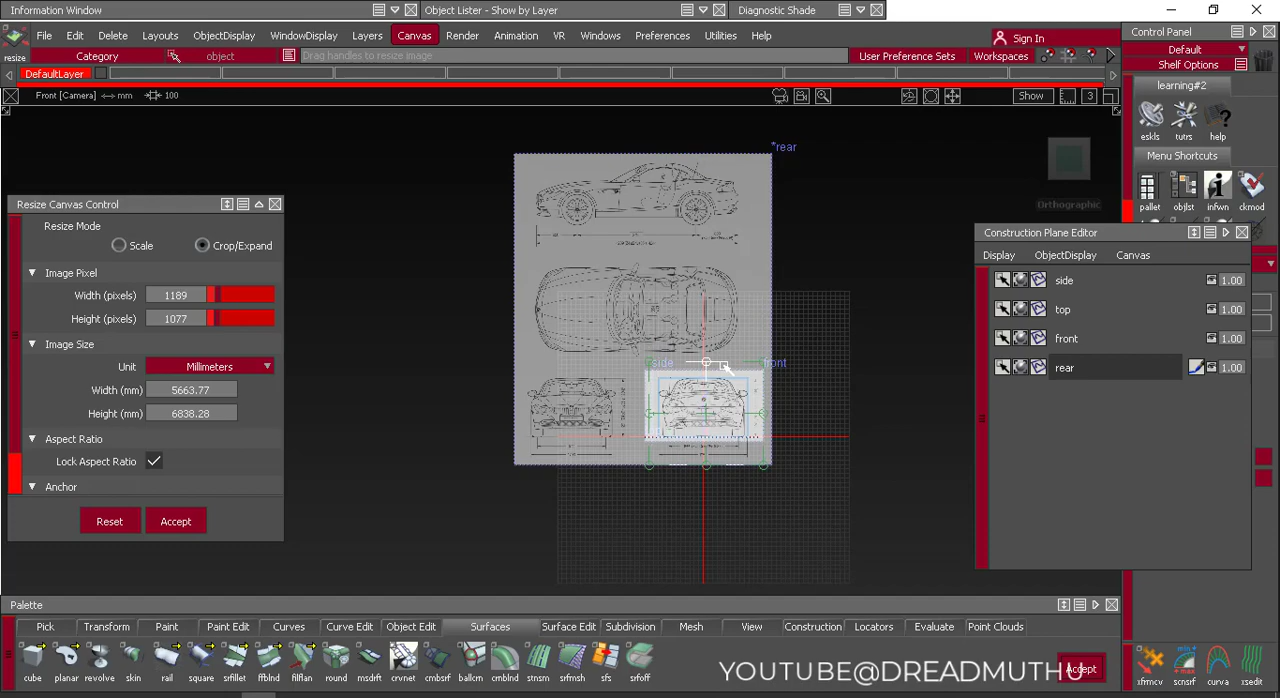 Information Window
Object Lister - Show by Layer
Diagnostic Shade
resize
File Edit Delete Layouts ObjectDisplay WindowDisplay Layers Canvas Render Animation VR Windows Preferences Utilities Help
Sign In
Category
object
Drag handles to resize image
User Preference Sets
Workspaces
DefaultLayer
Front [Camera] <-> mm
100
Show
3
Control Panel
Default
Shelf Options
learning#2
eskls tutrs help
Menu Shortcuts
pallet objlst infwn ckmod
*rear
Orthographic
side
front
Resize Canvas Control
Resize Mode
Scale
Crop/Expand
Image Pixel
Width (pixels) 1189
Height (pixels) 1077
Image Size
Unit Millimeters
Width (mm) 5663.77
Height (mm) 6838.28
Aspect Ratio
Lock Aspect Ratio
Anchor
Reset
Accept
Construction Plane Editor
Display ObjectDisplay Canvas
side 1.00
top 1.00
front 1.00
rear 1.00
Palette
Pick Transform Paint Paint Edit Curves Curve Edit Object Edit Surfaces Surface Edit Subdivision Mesh View Construction Locators Evaluate Point Clouds
cube planar revolve skin rail square srfillet ffblnd filflan round msdrft crvnet cmbsrf ballcrn cmblnd stnsm srfmsh sfs srfoff
YOUTUBE@DREADMUTHU
Accept
xfrmcv scnsrf curva xsedit